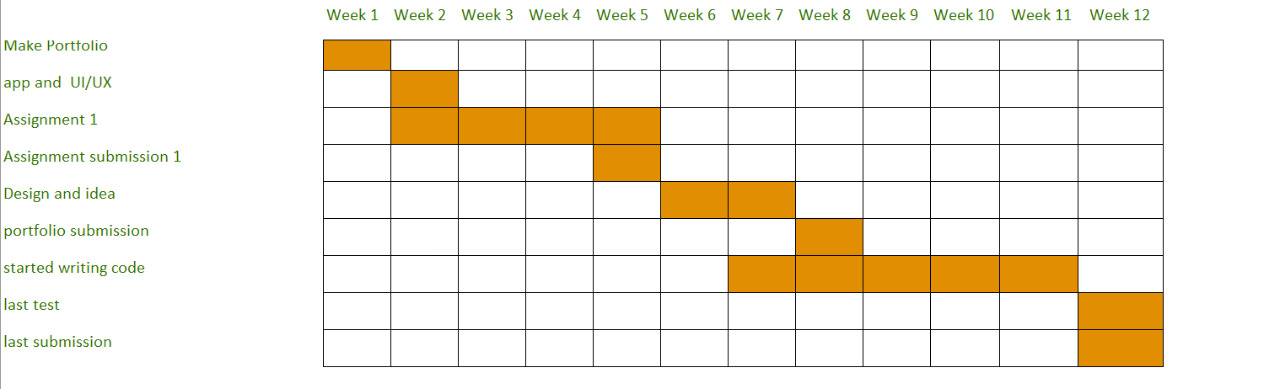 Week 1 Week 2 Week 3 Week 4 Week 5 Week 6 Week 7 Week 8 Week 9 Week 10 Week 11 Week 12
Make Portfolio
app and  UI/UX
Assignment 1
Assignment submission 1
Design and idea
portfolio submission
started writing code
last test
last submission